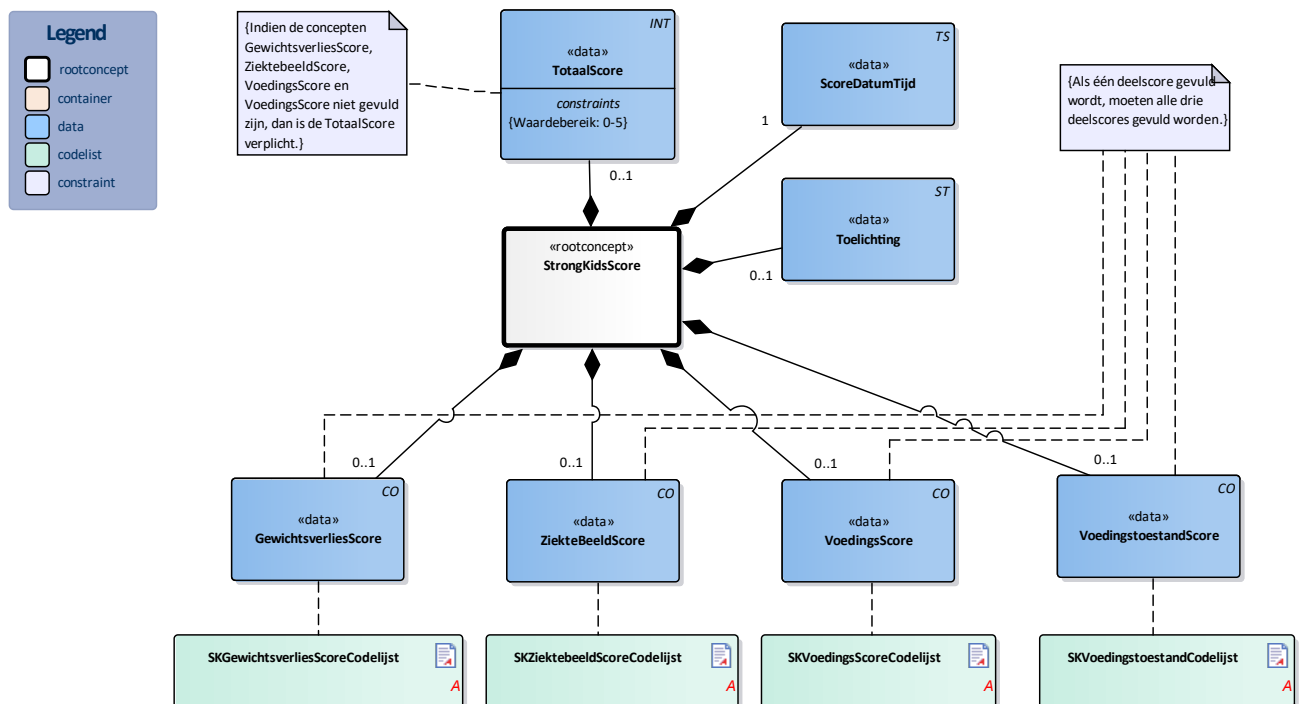 Legend
rootconcept
container
data
codelist
constraint
{Indien de concepten
GewichtsverliesScore,
ZiektebeeldScore,
VoedingsScore en
VoedingsScore niet gevuld
zijn, dan is de TotaalScore
verplicht.}
INT
«data»
TotaalScore
constraints
{Waardebereik: 0-5}
0..1
TS
«data»
ScoreDatumTijd
1
{Als één deelscore gevuld
wordt, moeten alle drie
deelscores gevuld worden.}
ST
«data»
Toelichting
0..1
«rootconcept»
StrongKidsScore
0..1
0..1
0..1
0..1
CO
«data»
GewichtsverliesScore
CO
«data»
ZiekteBeeldScore
CO
«data»
VoedingsScore
CO
«data»
VoedingstoestandScore
SKGewichtsverliesScoreCodelijst
A
SKZiektebeeldScoreCodelijst
A
SKVoedingsScoreCodelijst
A
SKVoedingstoestandCodelijst
A